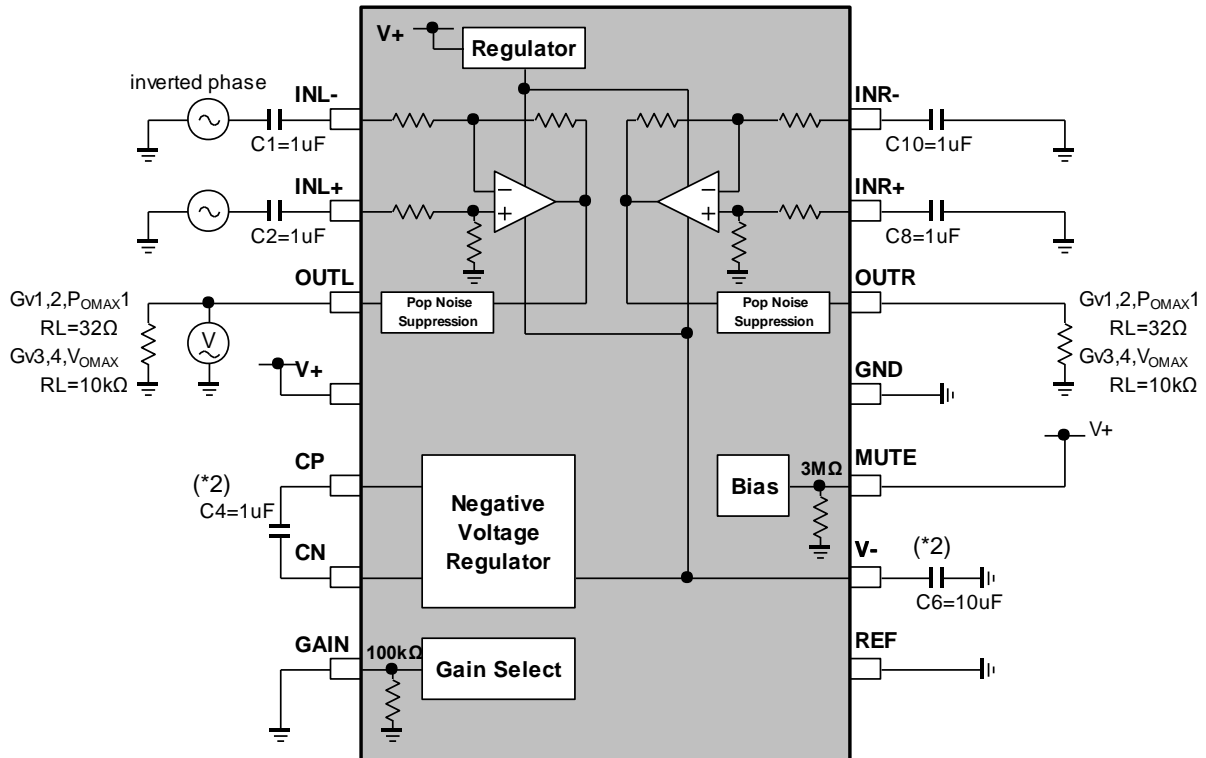 V+
Regulator
inverted phase
INL-
C1=1uF
INR-
C10=1uF
INL+
C2=1uF
INR+
C8=1uF
−
+
−
+
OUTL
Pop Noise
Suppression
Pop Noise
Suppression
OUTR
Gv1,2,POMAX1
RL=32Ω
Gv3,4,VOMAX
RL=10kΩ
V
Gv1,2,POMAX1
RL=32Ω
Gv3,4,VOMAX
RL=10kΩ
V+
GND
V+
CP
(*2)
C4=1uF
CN
Negative
Voltage
Regulator
Bias
3MΩ
MUTE
V-
(*2)
C6=10uF
GAIN
100kΩ
Gain Select
REF